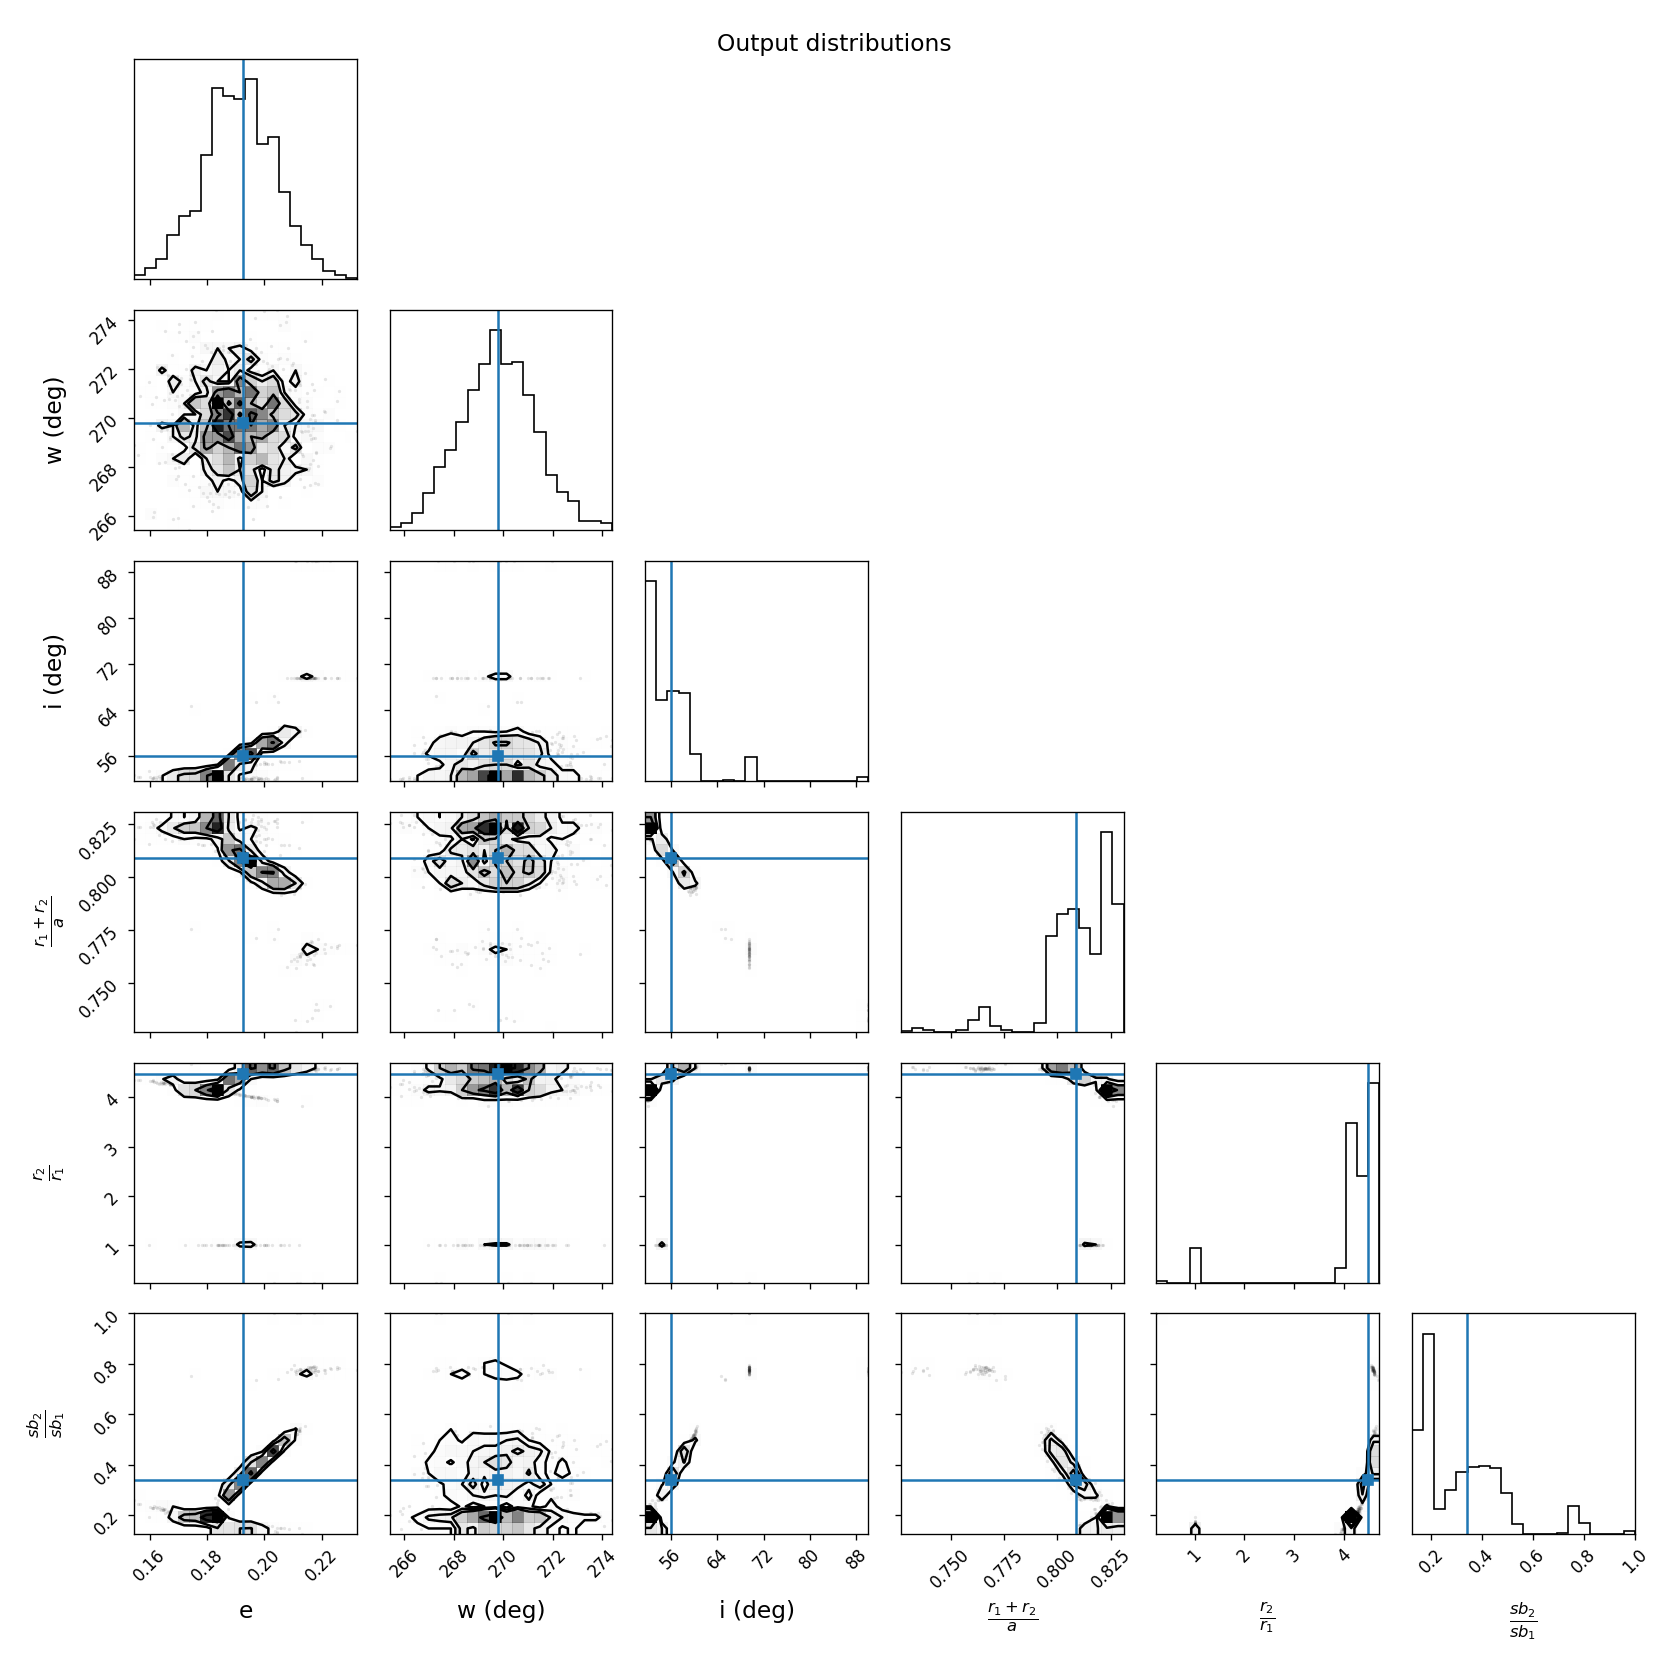 Output distributions
274
272
270
268
266
w (deg)
88
80
72
64
56
i (deg)
0.825
0.800
0.775
0.750
r₁ + r₂
a
4
3
2
1
r₂
r₁
1.0
0.8
0.6
0.4
0.2
sb₂
sb₁
0.16 0.18 0.20 0.22 266 268 270 272 274 56 64 72 80 88 0.750 0.775 0.800 0.825 1 2 3 4 0.2 0.4 0.6 0.8 1.0
e w (deg) i (deg)
r₁ + r₂
a
r₂
r₁
sb₂
sb₁